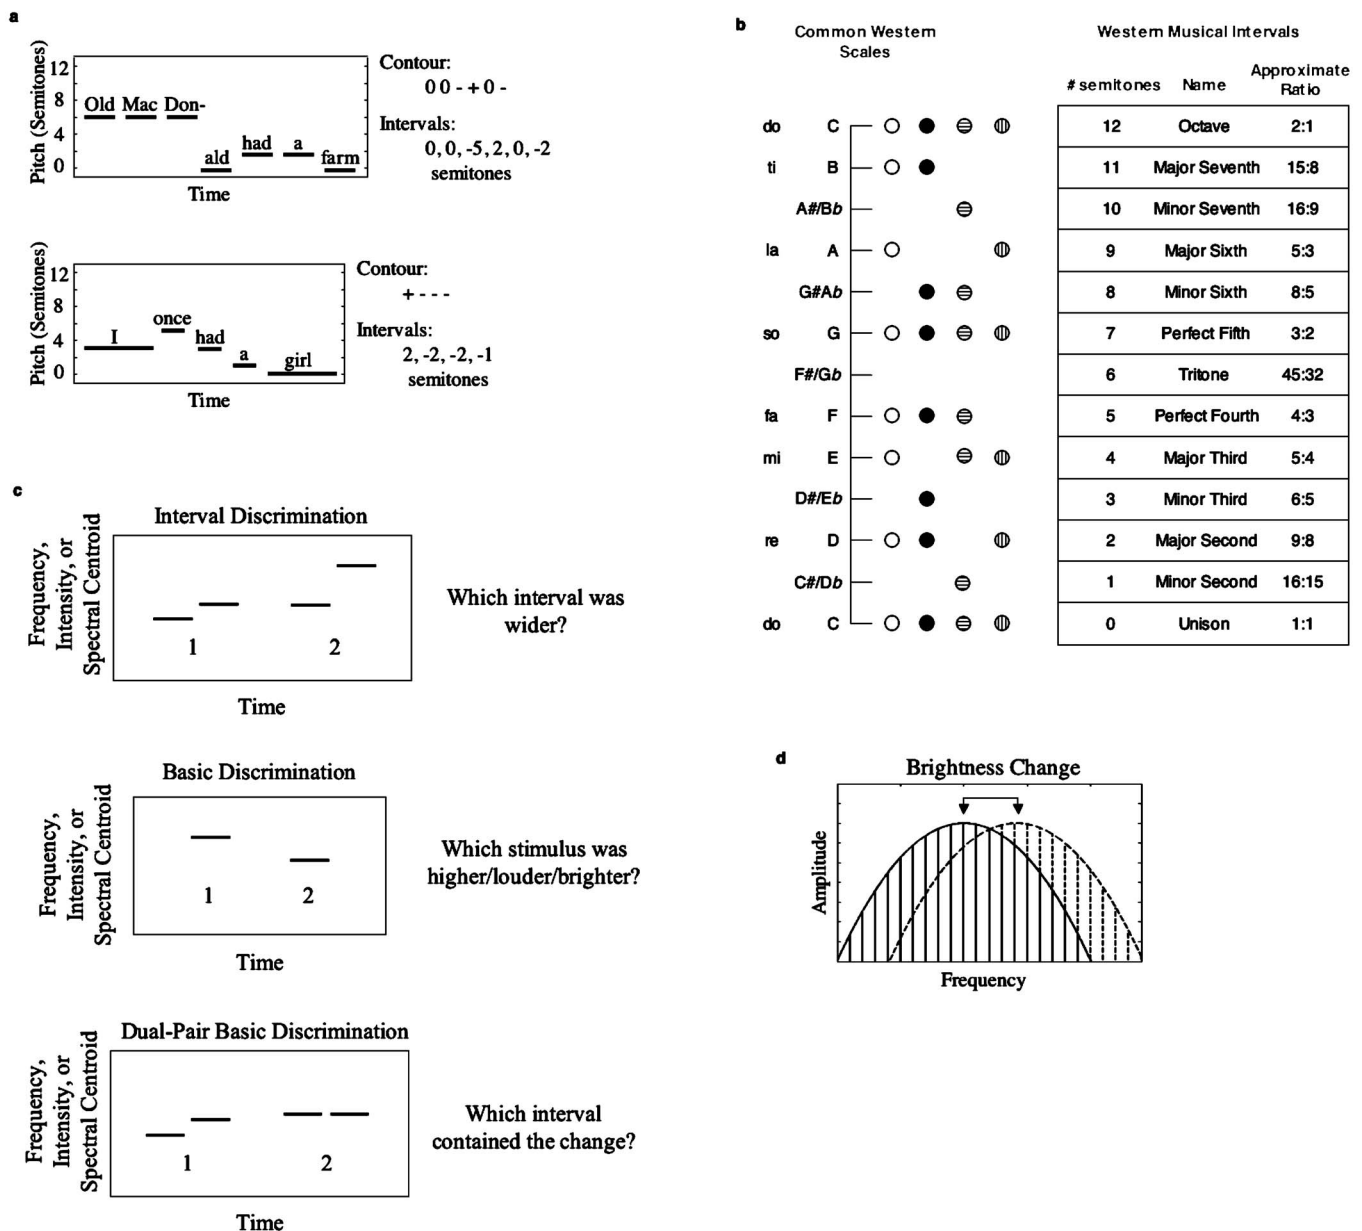 a
Pitch (Semitones)
12
8
4
0
Old Mac Don-
ald
had
a
farm
Time
Contour:
0 0 - + 0 -
Intervals:
0, 0, -5, 2, 0, -2
semitones
Pitch (Semitones)
12
8
4
0
I
once
had
a
girl
Time
Contour:
+ - - -
Intervals:
2, -2, -2, -1
semitones
b
Common Western
Scales
Western Musical Intervals
# semitones Name Approximate
Ratio
do C 12 Octave 2:1
ti B 11 Major Seventh 15:8
A#/Bb 10 Minor Seventh 16:9
la A 9 Major Sixth 5:3
G#Ab 8 Minor Sixth 8:5
so G 7 Perfect Fifth 3:2
F#/Gb 6 Tritone 45:32
fa F 5 Perfect Fourth 4:3
mi E 4 Major Third 5:4
D#/Eb 3 Minor Third 6:5
re D 2 Major Second 9:8
C#/Db 1 Minor Second 16:15
do C 0 Unison 1:1
c
Interval Discrimination
Frequency,
Intensity, or
Spectral Centroid
1 2
Time
Which interval was
wider?
Basic Discrimination
Frequency,
Intensity, or
Spectral Centroid
1 2
Time
Which stimulus was
higher/louder/brighter?
Dual-Pair Basic Discrimination
Frequency,
Intensity, or
Spectral Centroid
1 2
Time
Which interval
contained the change?
d
Brightness Change
Amplitude
Frequency